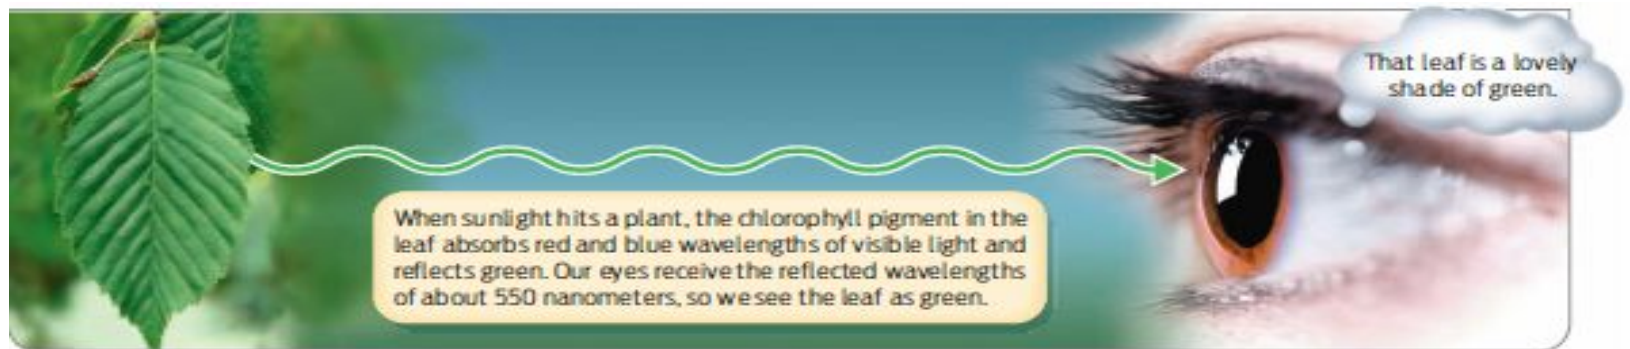 That leaf is a lovely
shade of green.
When sunlight hits a plant, the chlorophyll pigment in the
leaf absorbs red and blue wavelengths of visible light and
reflects green. Our eyes receive the reflected wavelengths
of about 550 nanometers, so we see the leaf as green.